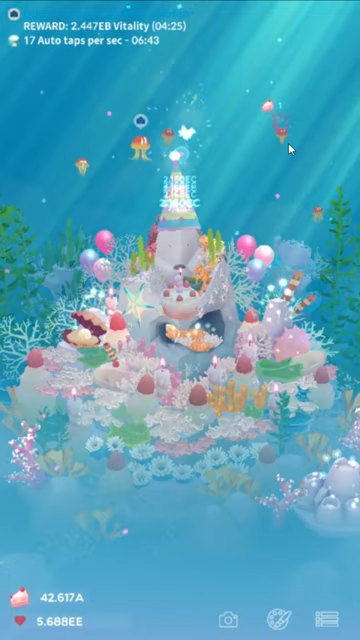 REWARD: 2.447EB Vitality (04:25)
17 Auto taps per sec - 06:43
42.617A
5.688EE